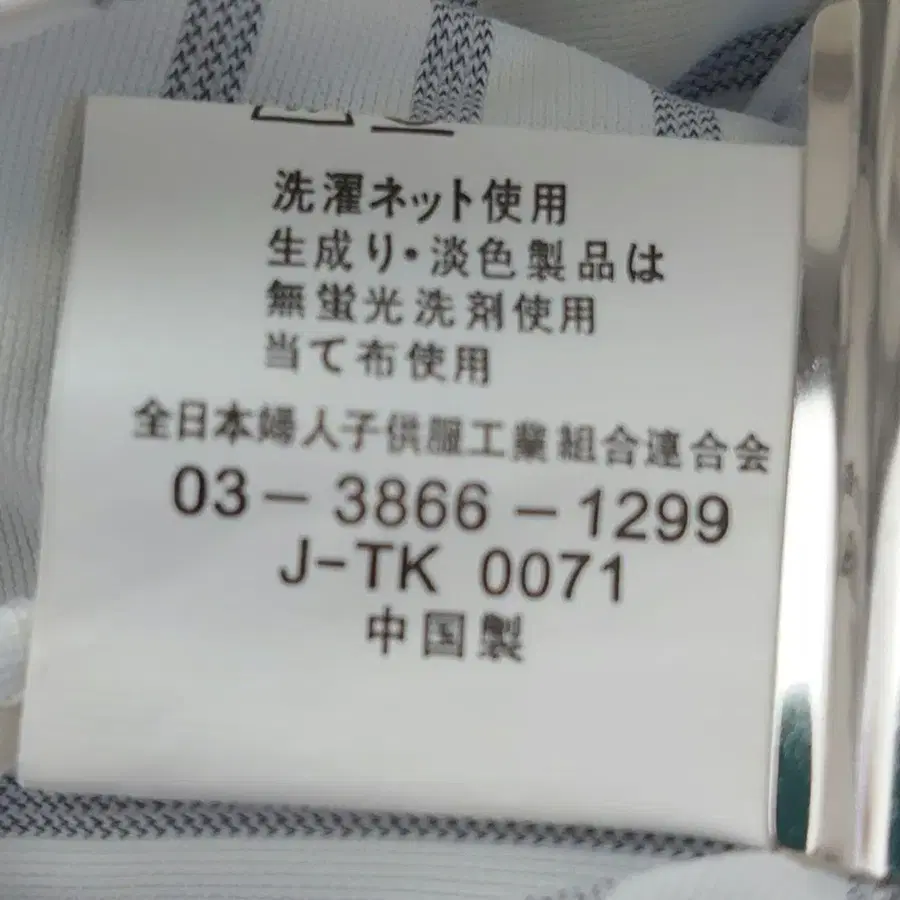 洗濯ネット使用
生成り・淡色製品は
無蛍光洗剤使用
当て布使用
全日本婦人子供服工業組合連合会
03-3866-1299
J-TK 0071
中国製